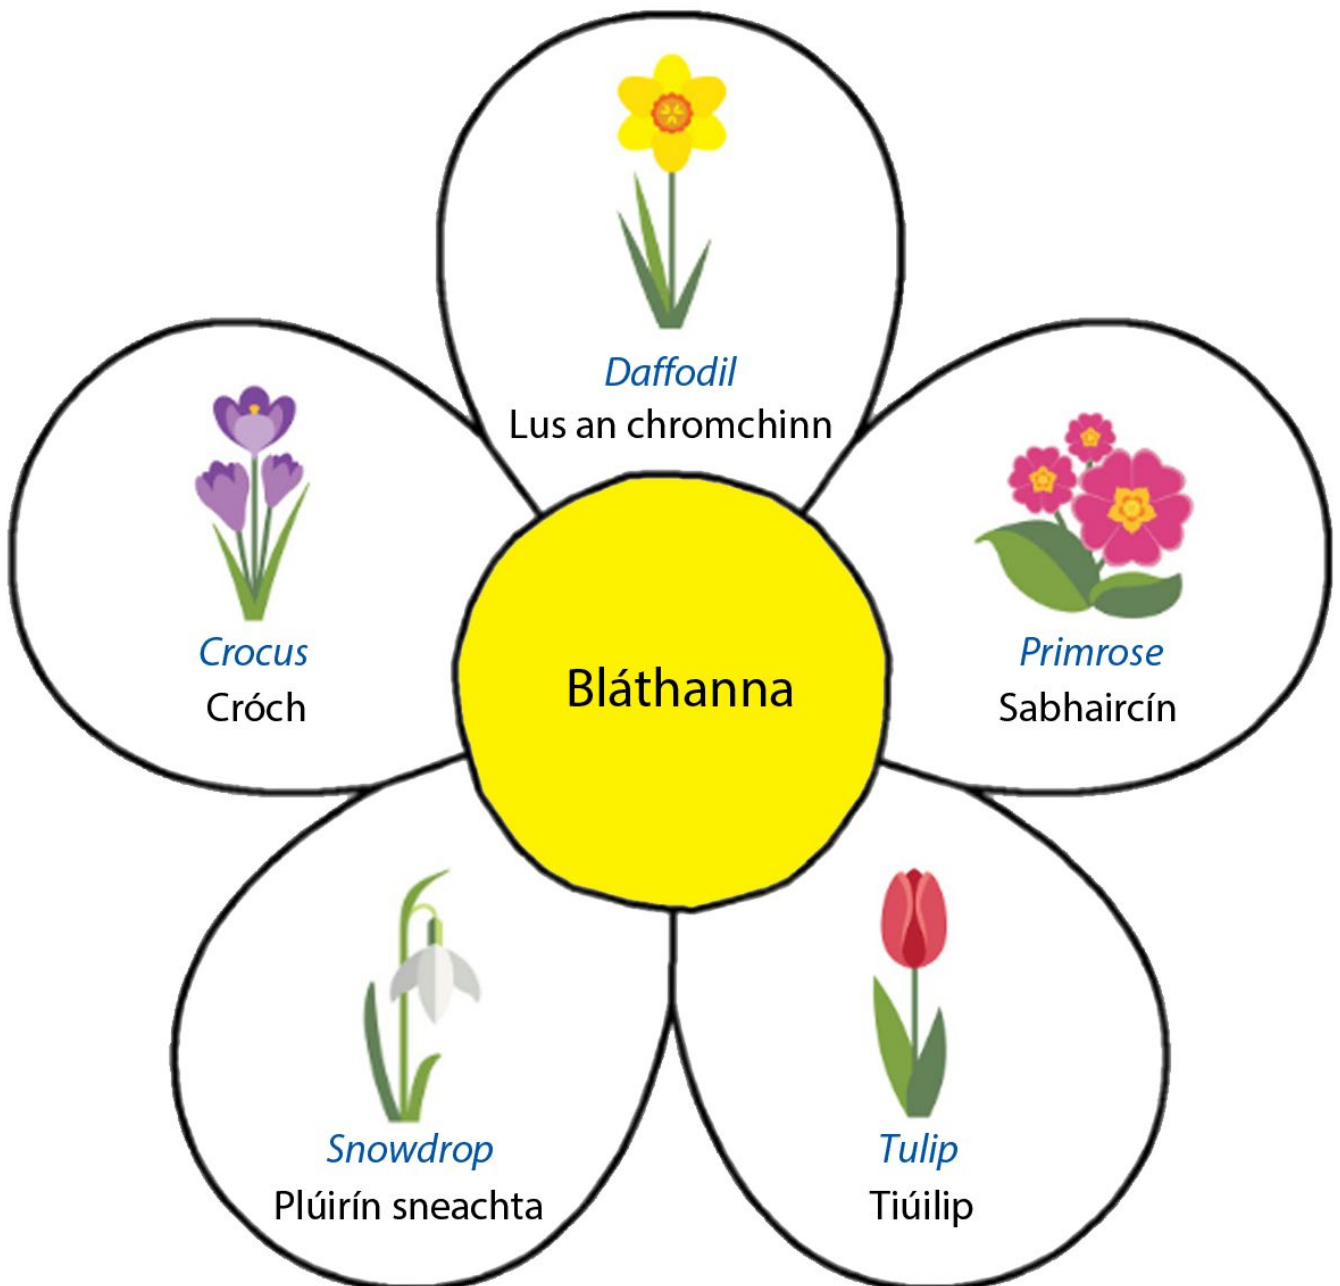 Daffodil
Lus an chromchinn
Crocus
Cróch
Bláthanna
Primrose
Sabhaircín
Snowdrop
Plúirín sneachta
Tulip
Tiúilip